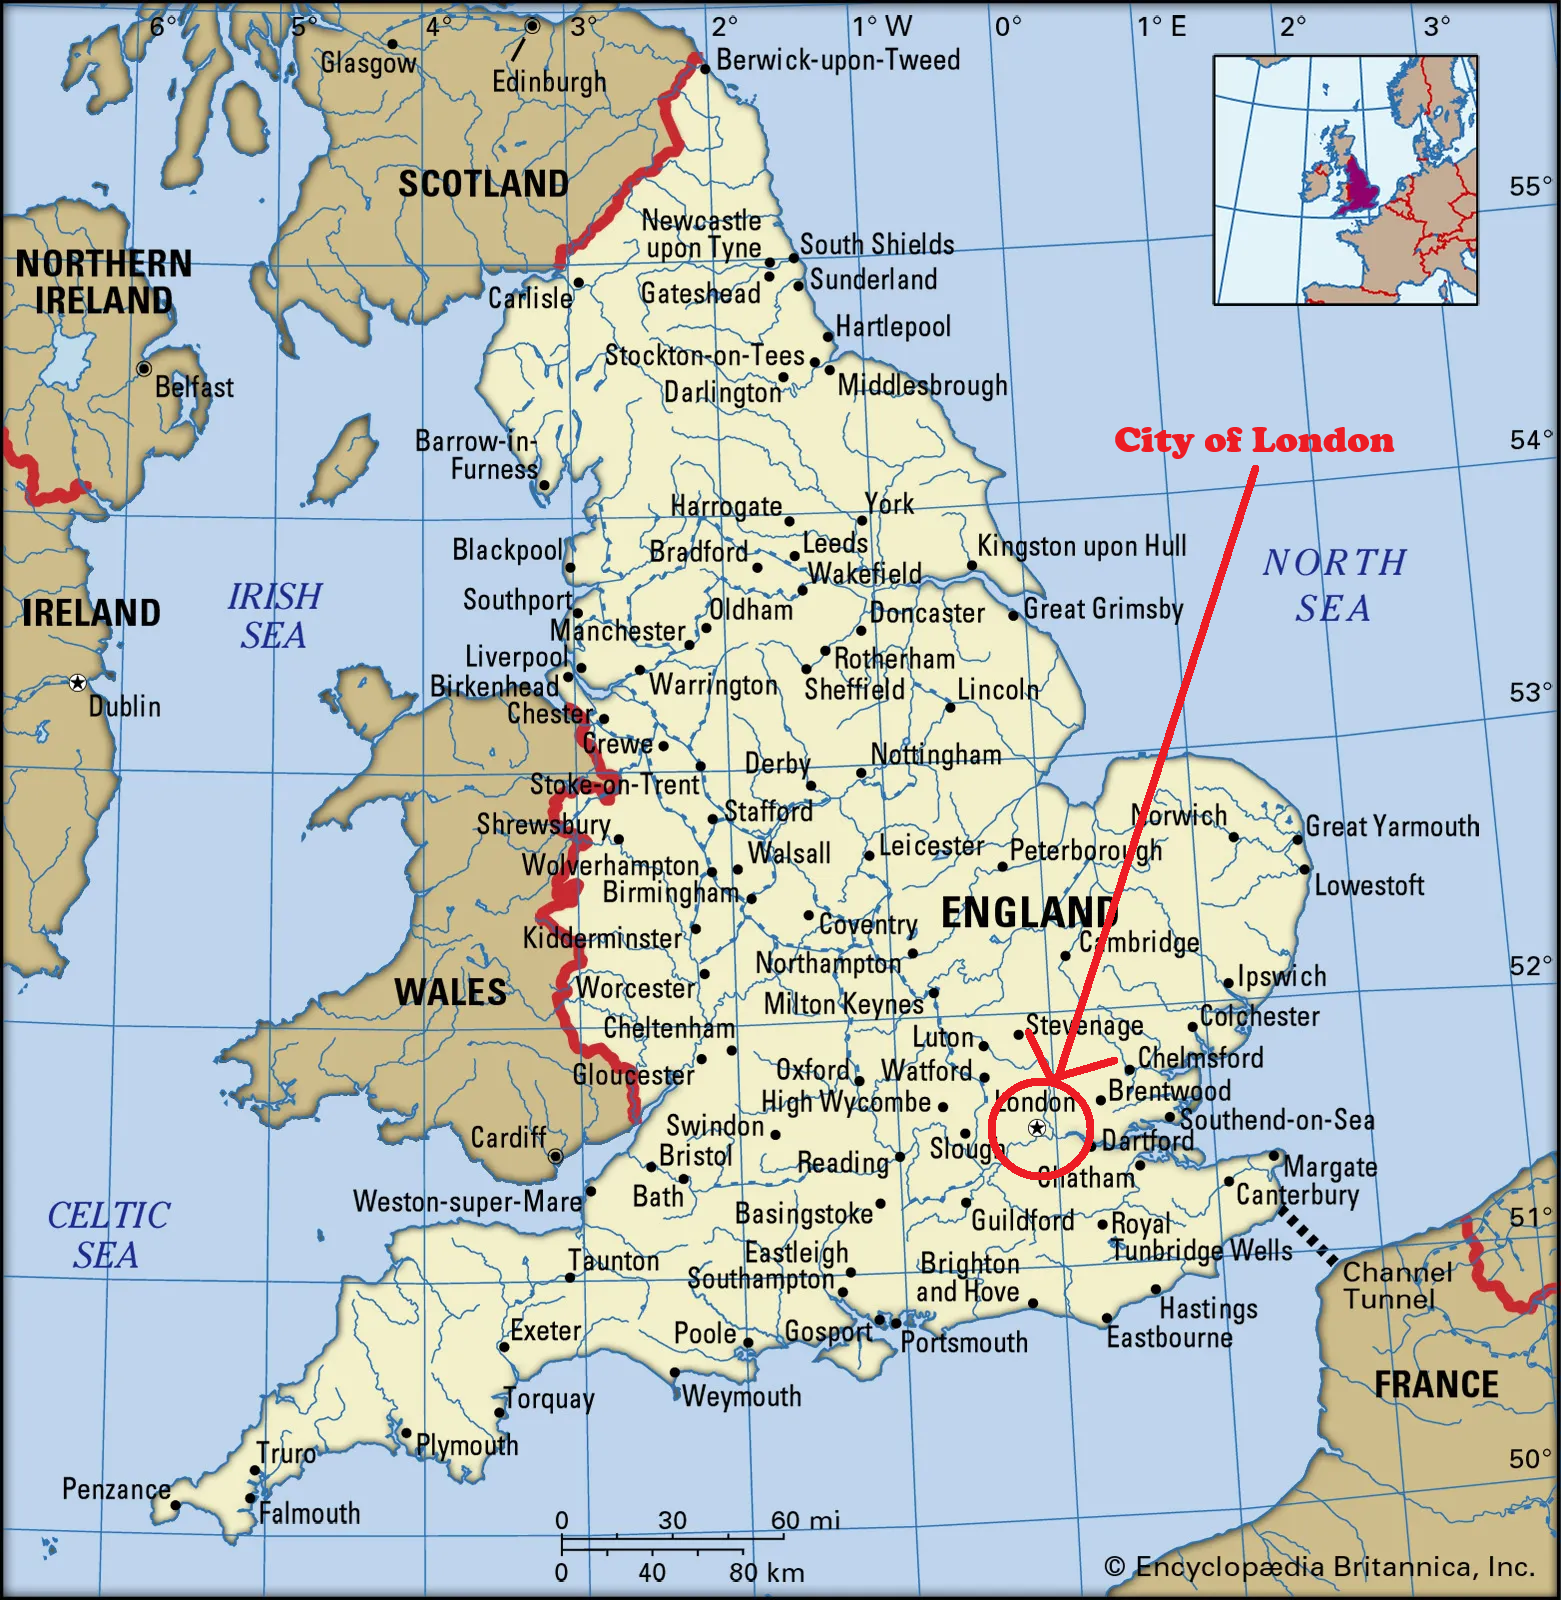 6°
5°
4°
3°
2°
1° W
0°
1° E
2°
3°
Glasgow
Edinburgh
Berwick-upon-Tweed
SCOTLAND
55°
Newcastle
upon Tyne
South Shields
NORTHERN
IRELAND
Carlisle
Gateshead
Sunderland
Hartlepool
Stockton-on-Tees
Belfast
Darlington
Middlesbrough
Barrow-in-
Furness
City of London
54°
Harrogate
York
Blackpool
Bradford
Leeds
Kingston upon Hull
NORTH
SEA
Wakefield
IRISH
SEA
IRELAND
Southport
Oldham
Doncaster
Great Grimsby
Manchester
Liverpool
Rotherham
Birkenhead
Warrington
Sheffield
Lincoln
53°
Dublin
Chester
Crewe
Derby
Nottingham
Stoke-on-Trent
Stafford
Norwich
Great Yarmouth
Shrewsbury
Walsall
Leicester
Peterborough
Wolverhampton
Birmingham
Lowestoft
ENGLAND
Coventry
Kidderminster
Cambridge
Northampton
52°
WALES
Worcester
Milton Keynes
Ipswich
Cheltenham
Luton
Stevenage
Colchester
Gloucester
Oxford
Watford
Chelmsford
High Wycombe
London
Brentwood
Swindon
Southend-on-Sea
Cardiff
Bristol
Reading
Slough
Dartford
Bath
Chatham
Margate
Weston-super-Mare
Canterbury
CELTIC
SEA
Basingstoke
Guildford
Royal
Tunbridge Wells
51°
Taunton
Eastleigh
Southampton
Brighton
and Hove
Channel
Tunnel
Hastings
Exeter
Poole
Gosport
Portsmouth
Eastbourne
Torquay
Weymouth
FRANCE
Plymouth
Truro
50°
Penzance
Falmouth
0 30 60 mi
0 40 80 km
© Encyclopædia Britannica, Inc.